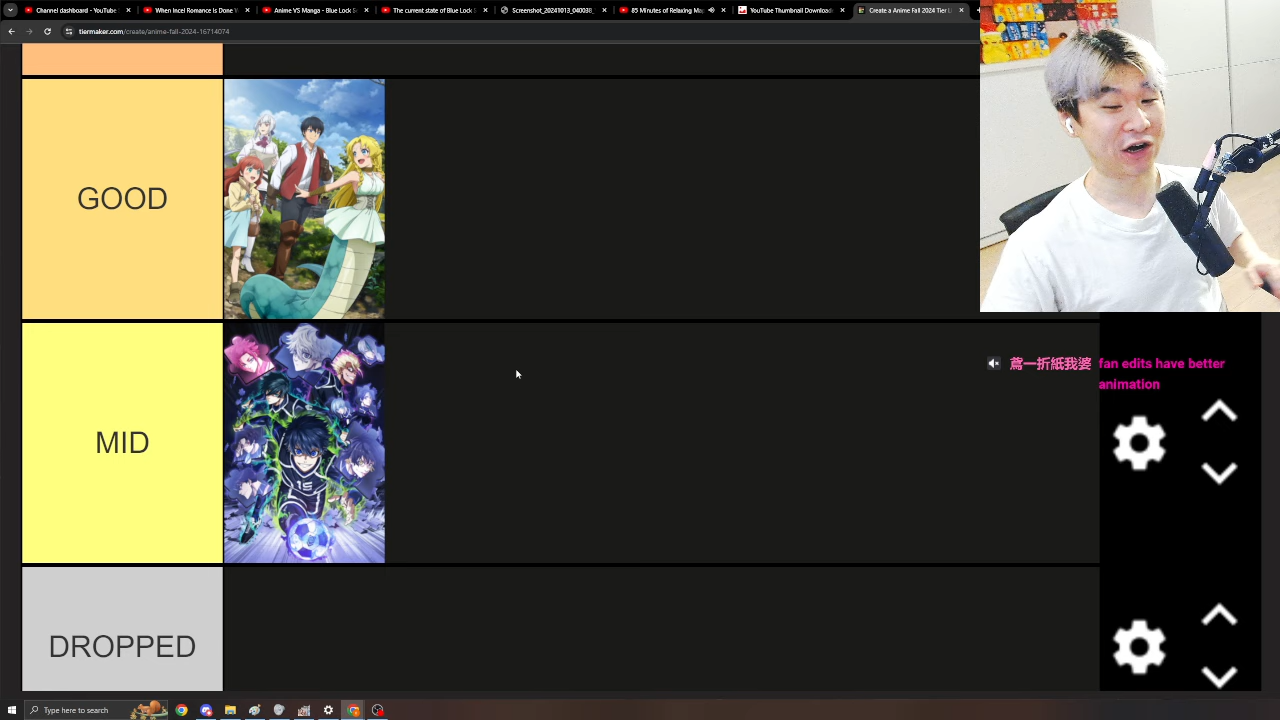 Channel dashboard - YouTube
When Incel Romance Is Done
Anime VS Manga - Blue Lock S
The current state of Blue Lock
Screenshot_20241013_040038
85 Minutes of Relaxing M
YouTube Thumbnail Download
Create a Anime Fall 2024 Tier L
tiermaker.com/create/anime-fall-2024-16714074
GOOD
鳶一折紙我婆 fan edits have better
animation
MID
15
DROPPED
Type here to search